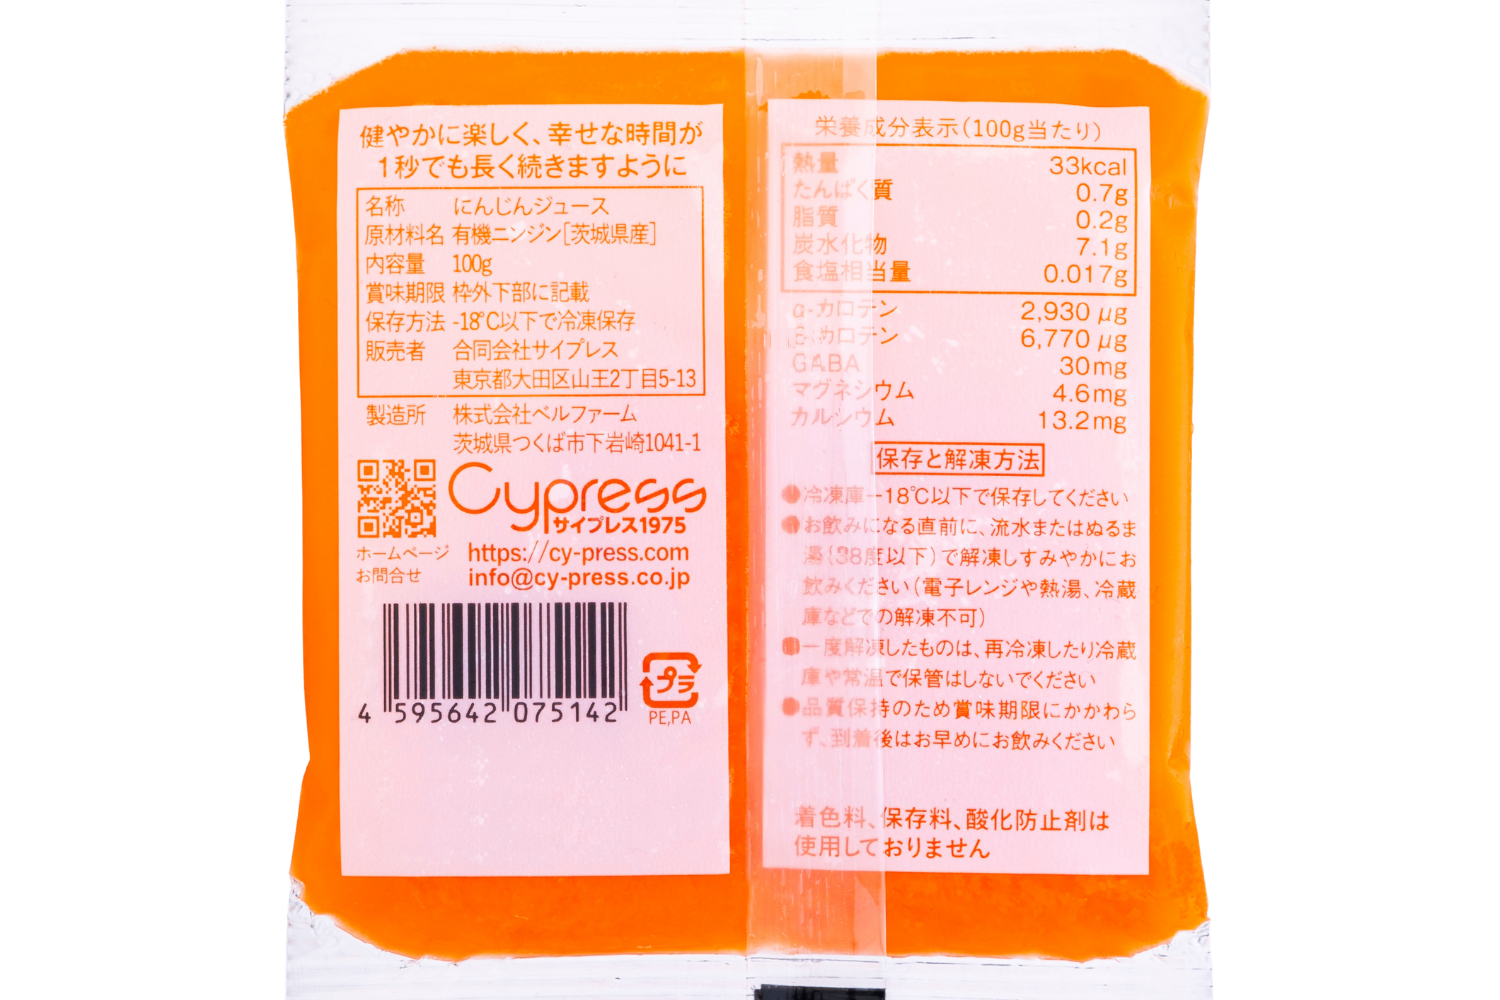 健やかに楽しく、幸せな時間が
1秒でも長く続きますように
名称 にんじんジュース
原材料名 有機ニンジン[茨城県産]
内容量 100g
賞味期限 枠外下部に記載
保存方法 -18℃以下で冷凍保存
販売者 合同会社サイプレス
東京都大田区山王2丁目5-13
製造所 株式会社ベルファーム
茨城県つくば市下岩崎1041-1
Cypress
サイプレス1975
ホームページ https://cy-press.com
お問合せ info@cy-press.co.jp
4 595642 075142
プラ
PE,PA
栄養成分表示(100g当たり)
熱量 33kcal
たんぱく質 0.7g
脂質 0.2g
炭水化物 7.1g
食塩相当量 0.017g
α-カロテン 2,930 μg
β-カロテン 6,770 μg
GABA 30mg
マグネシウム 4.6mg
カルシウム 13.2mg
保存と解凍方法
●冷凍庫－18℃以下で保存してください
●お飲みになる直前に、流水またはぬるま
湯(38度以下)で解凍しすみやかにお
飲みください(電子レンジや熱湯、冷蔵
庫などでの解凍不可)
●一度解凍したものは、再冷凍したり冷蔵
庫や常温で保管はしないでください
●品質保持のため賞味期限にかかわら
ず、到着後はお早めにお飲みください
着色料、保存料、酸化防止剤は
使用しておりません